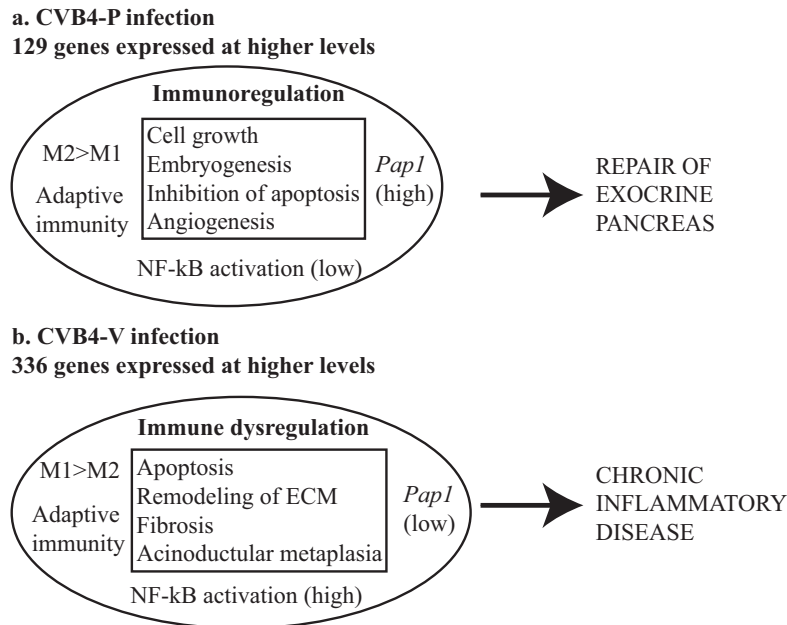 a. CVB4-P infection
129 genes expressed at higher levels
Immunoregulation
M2>M1
Adaptive
immunity
Cell growth
Embryogenesis
Inhibition of apoptosis
Angiogenesis
Pap1
(high)
NF-kB activation (low)
REPAIR OF
EXOCRINE
PANCREAS
b. CVB4-V infection
336 genes expressed at higher levels
Immune dysregulation
M1>M2
Adaptive
immunity
Apoptosis
Remodeling of ECM
Fibrosis
Acinoductular metaplasia
Pap1
(low)
NF-kB activation (high)
CHRONIC
INFLAMMATORY
DISEASE